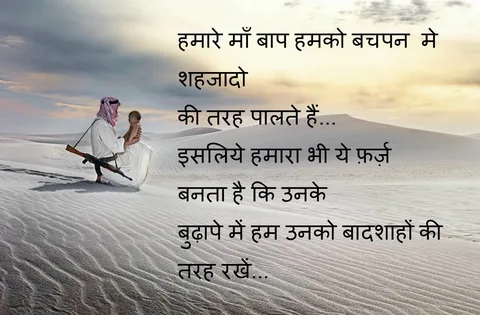 हमारे माँ बाप हमको बचपन मे
शहजादो
की तरह पालते हैं...
इसलिये हमारा भी ये फ़र्ज़
बनता है कि उनके
बुढ़ापे में हम उनको बादशाहों की
तरह रखें...